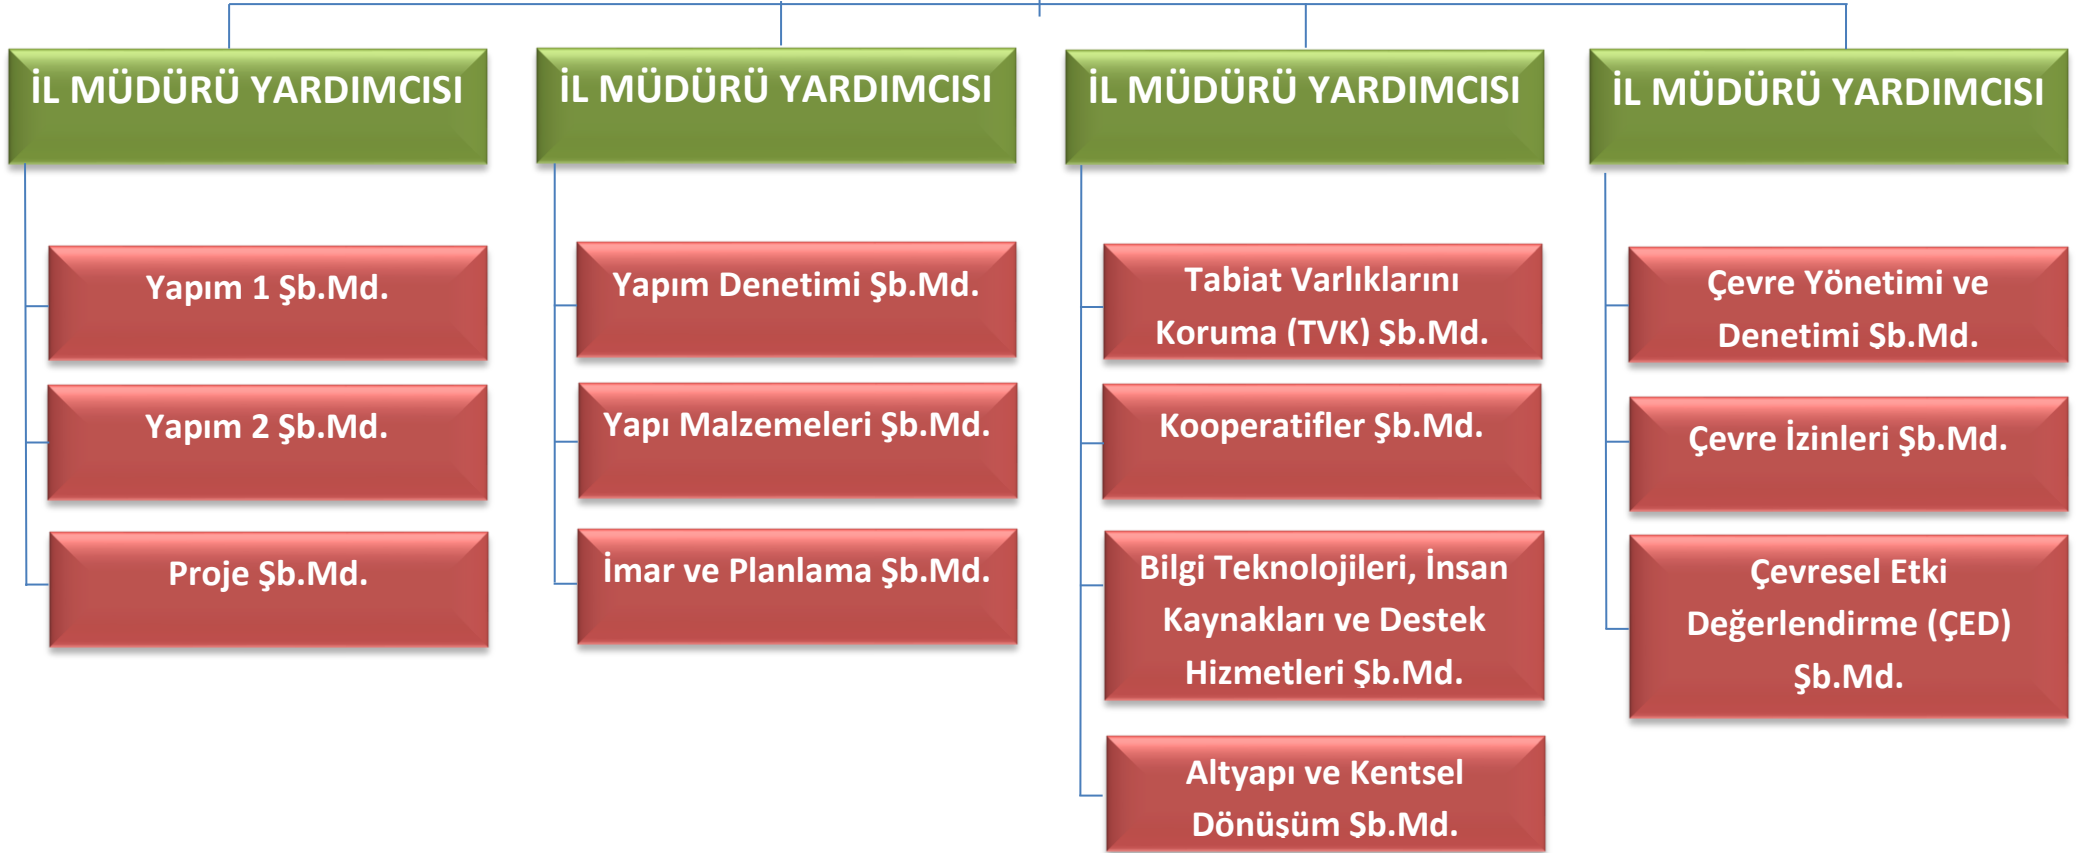 İL MÜDÜRÜ YARDIMCISI
Yapım 1 Şb.Md.
Yapım 2 Şb.Md.
Proje Şb.Md.
İL MÜDÜRÜ YARDIMCISI
Yapım Denetimi Şb.Md.
Yapı Malzemeleri Şb.Md.
İmar ve Planlama Şb.Md.
İL MÜDÜRÜ YARDIMCISI
Tabiat Varlıklarını
Koruma (TVK) Şb.Md.
Kooperatifler Şb.Md.
Bilgi Teknolojileri, İnsan
Kaynakları ve Destek
Hizmetleri Şb.Md.
Altyapı ve Kentsel
Dönüşüm Şb.Md.
İL MÜDÜRÜ YARDIMCISI
Çevre Yönetimi ve
Denetimi Şb.Md.
Çevre İzinleri Şb.Md.
Çevresel Etki
Değerlendirme (ÇED)
Şb.Md.